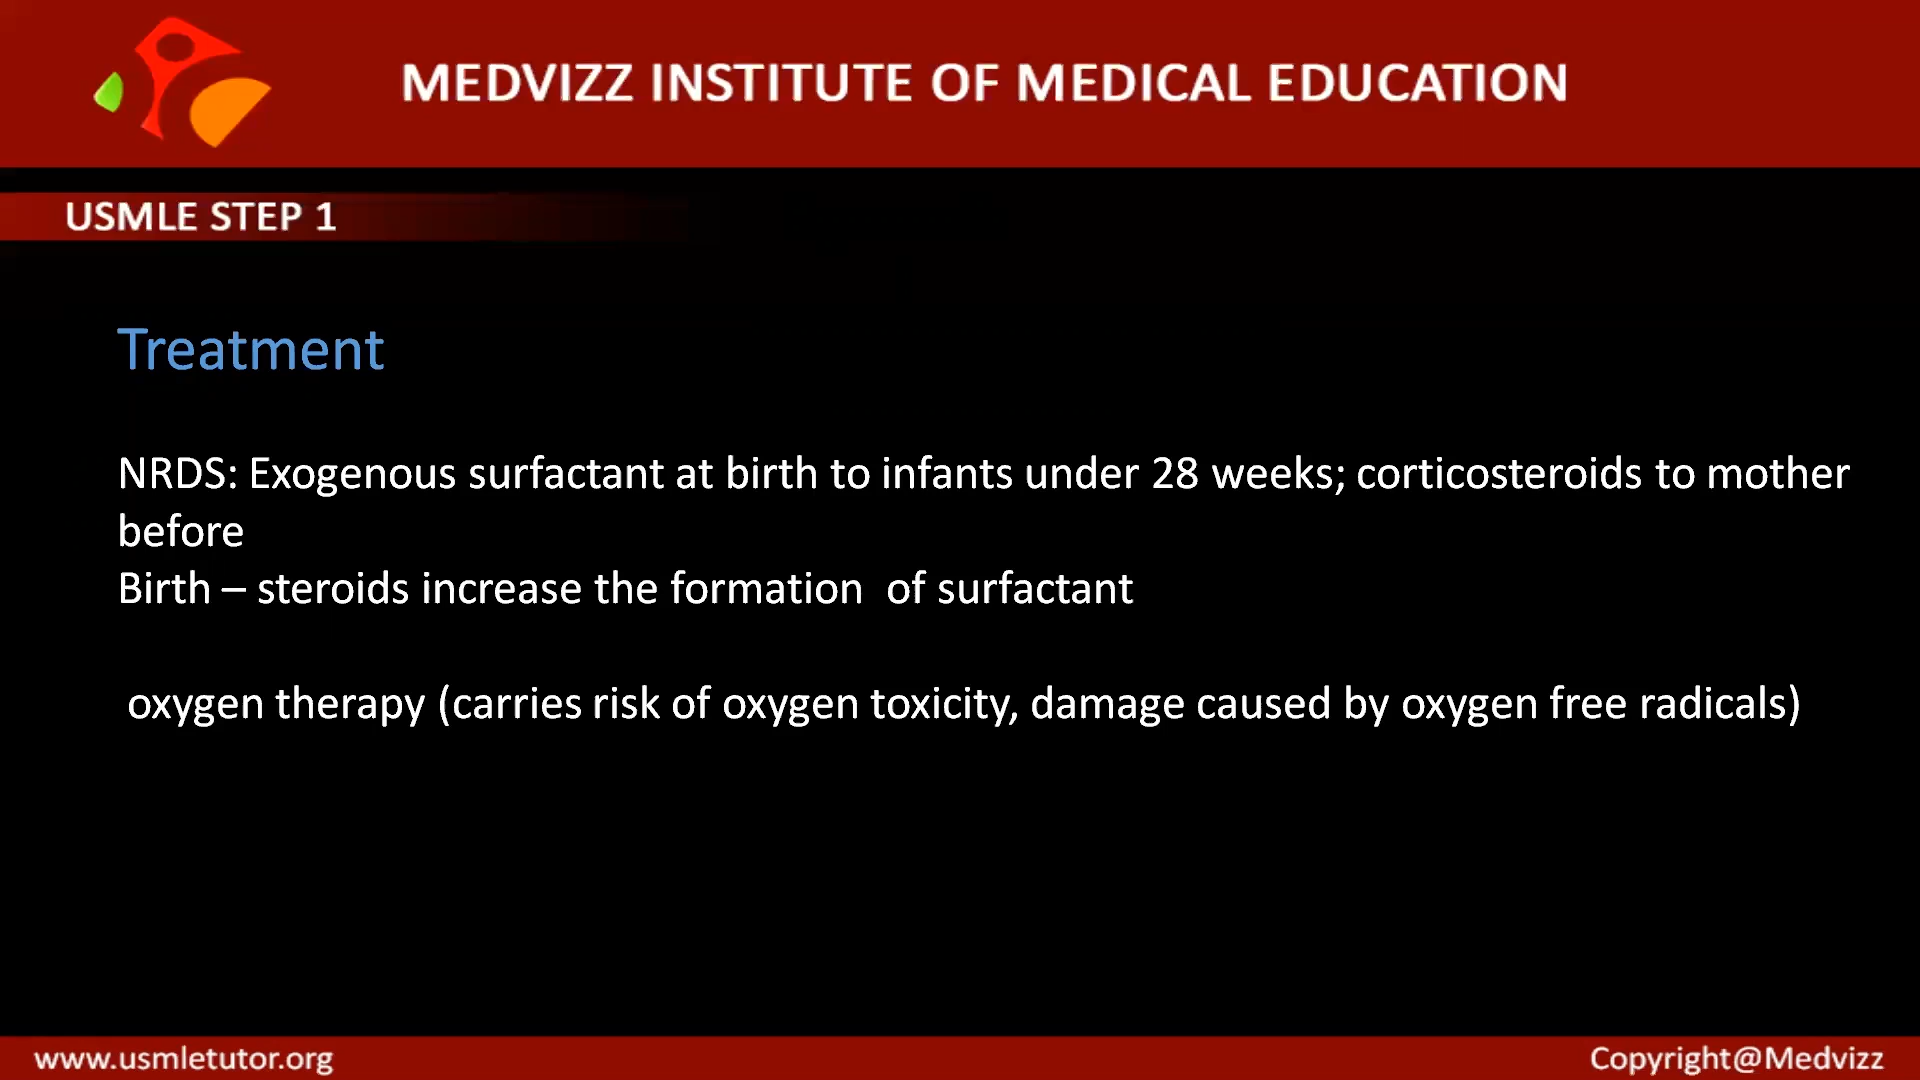 MEDVIZZ INSTITUTE OF MEDICAL EDUCATION
USMLE STEP 1
Treatment
NRDS: Exogenous surfactant at birth to infants under 28 weeks; corticosteroids to mother
before
Birth – steroids increase the formation  of surfactant
oxygen therapy (carries risk of oxygen toxicity, damage caused by oxygen free radicals)
www.usmletutor.org
Copyright@Medvizz